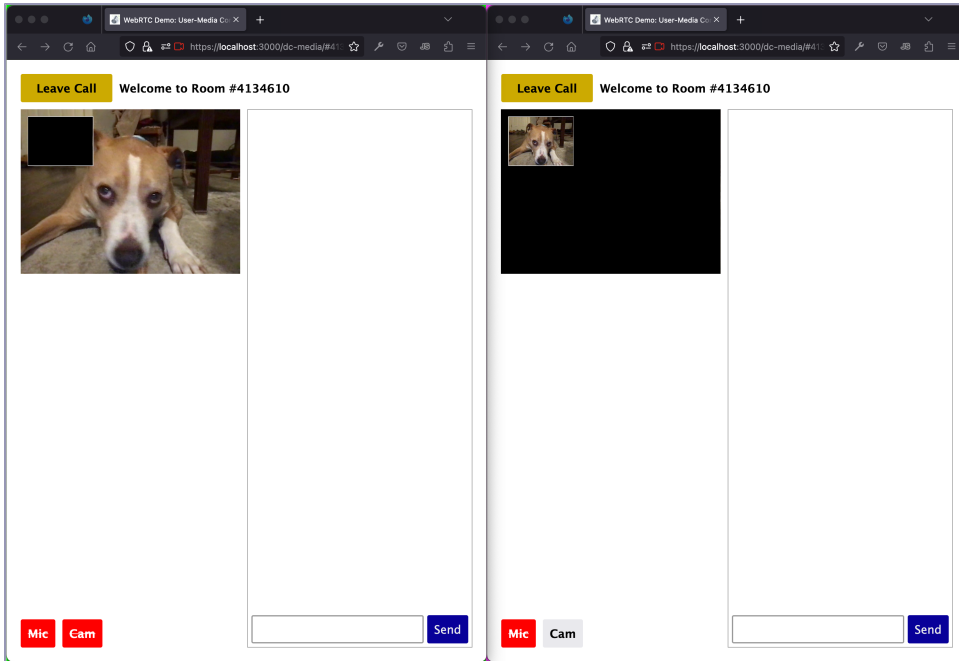 WebRTC Demo: User-Media Co
https://localhost:3000/dc-media/#41
Leave Call
Welcome to Room #4134610
Mic
Cam
Send
WebRTC Demo: User-Media Co
https://localhost:3000/dc-media/#41
Leave Call
Welcome to Room #4134610
Mic
Cam
Send